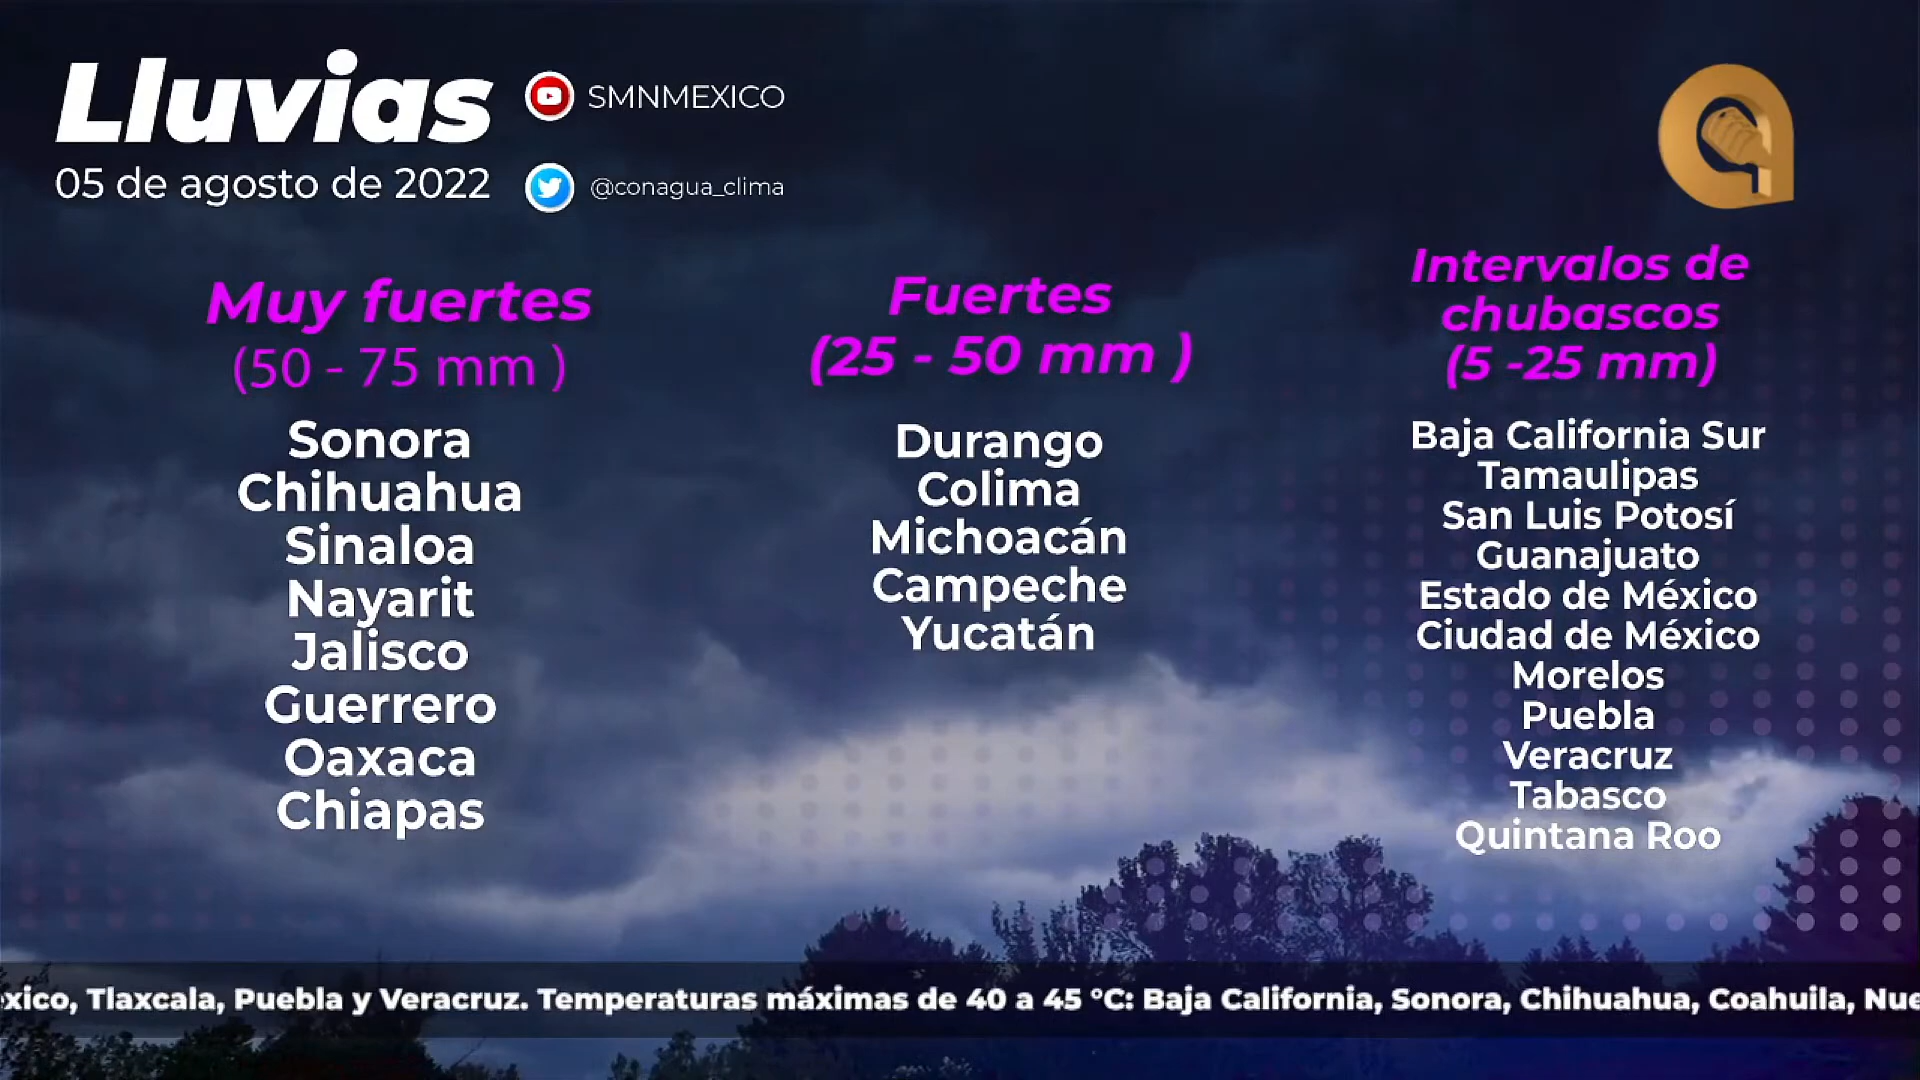 Lluvias
05 de agosto de 2022
SMNMEXICO
@conagua_clima
Muy fuertes
(50 - 75 mm )
Sonora
Chihuahua
Sinaloa
Nayarit
Jalisco
Guerrero
Oaxaca
Chiapas
Fuertes
(25 - 50 mm )
Durango
Colima
Michoacán
Campeche
Yucatán
Intervalos de
chubascos
(5 -25 mm)
Baja California Sur
Tamaulipas
San Luis Potosí
Guanajuato
Estado de México
Ciudad de México
Morelos
Puebla
Veracruz
Tabasco
Quintana Roo
xico, Tlaxcala, Puebla y Veracruz. Temperaturas máximas de 40 a 45 °C: Baja California, Sonora, Chihuahua, Coahuila, Nue